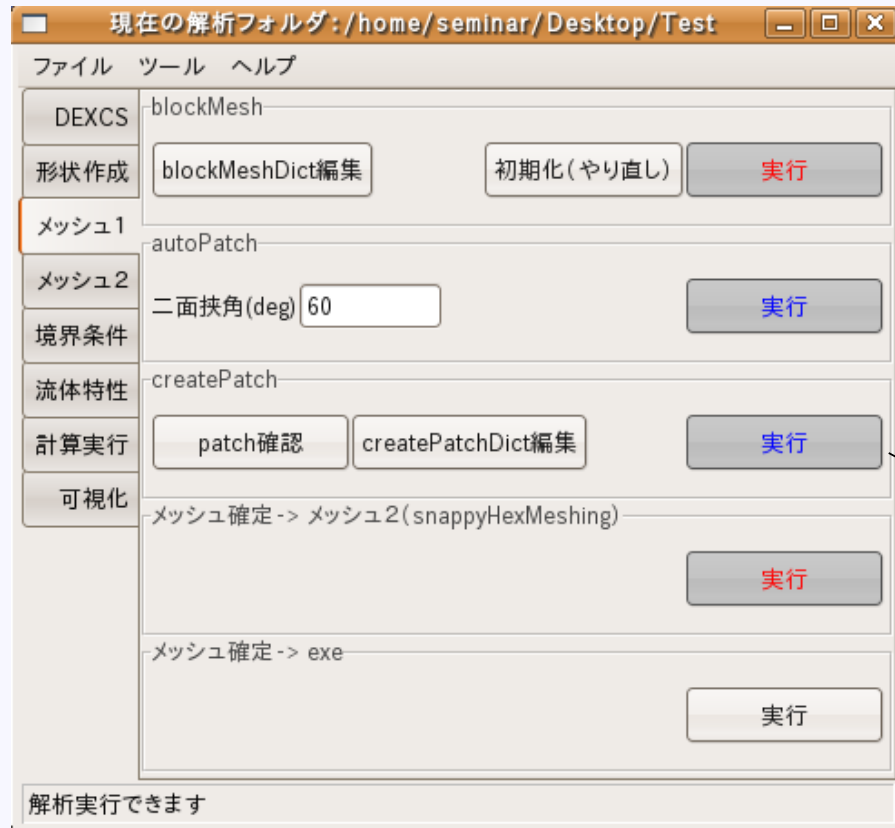 現在の解析フォルダ:/home/seminar/Desktop/Test
ファイル ツール ヘルプ
DEXCS
形状作成
メッシュ1
メッシュ2
境界条件
流体特性
計算実行
可視化
blockMesh
blockMeshDict編集 初期化(やり直し) 実行
autoPatch
二面挟角(deg) 60 実行
createPatch
patch確認 createPatchDict編集 実行
メッシュ確定 -> メッシュ2(snappyHexMeshing)
実行
メッシュ確定 -> exe
実行
解析実行できます